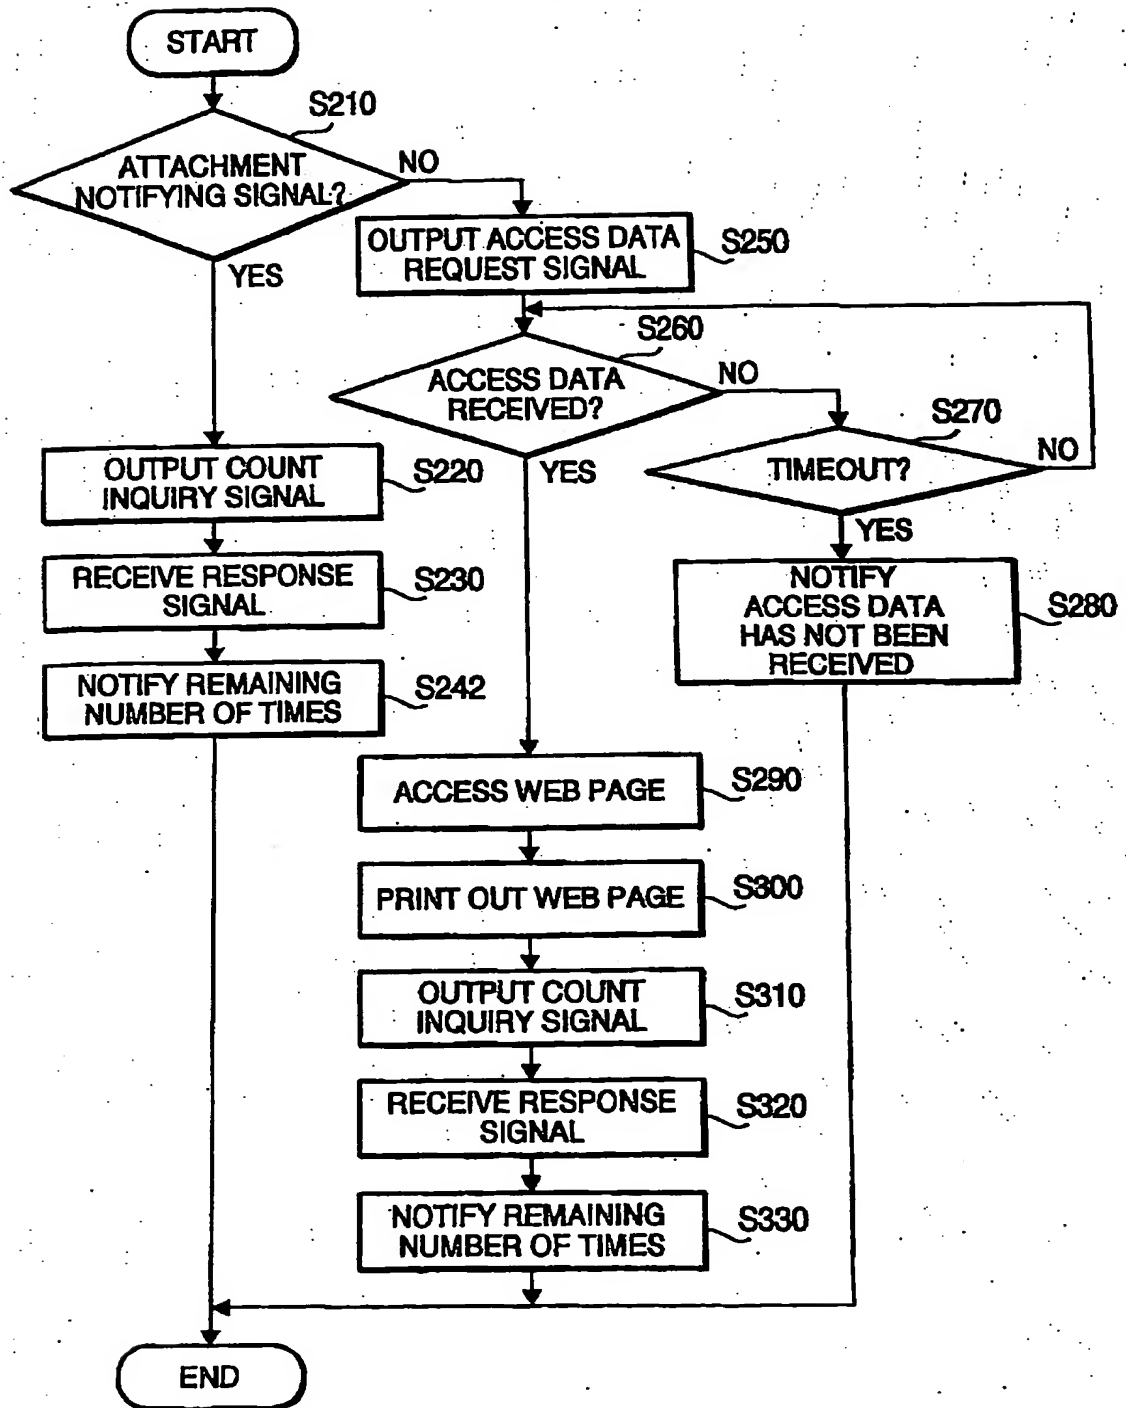 START
S210
ATTACHMENT
NOTIFYING SIGNAL?
NO
YES
OUTPUT ACCESS DATA
REQUEST SIGNAL
S250
S260
ACCESS DATA
RECEIVED?
NO
YES
S270
TIMEOUT?
NO
YES
OUTPUT COUNT
INQUIRY SIGNAL
S220
RECEIVE RESPONSE
SIGNAL
S230
NOTIFY REMAINING
NUMBER OF TIMES
S242
NOTIFY
ACCESS DATA
HAS NOT BEEN
RECEIVED
S280
ACCESS WEB PAGE
S290
PRINT OUT WEB PAGE
S300
OUTPUT COUNT
INQUIRY SIGNAL
S310
RECEIVE RESPONSE
SIGNAL
S320
NOTIFY REMAINING
NUMBER OF TIMES
S330
END